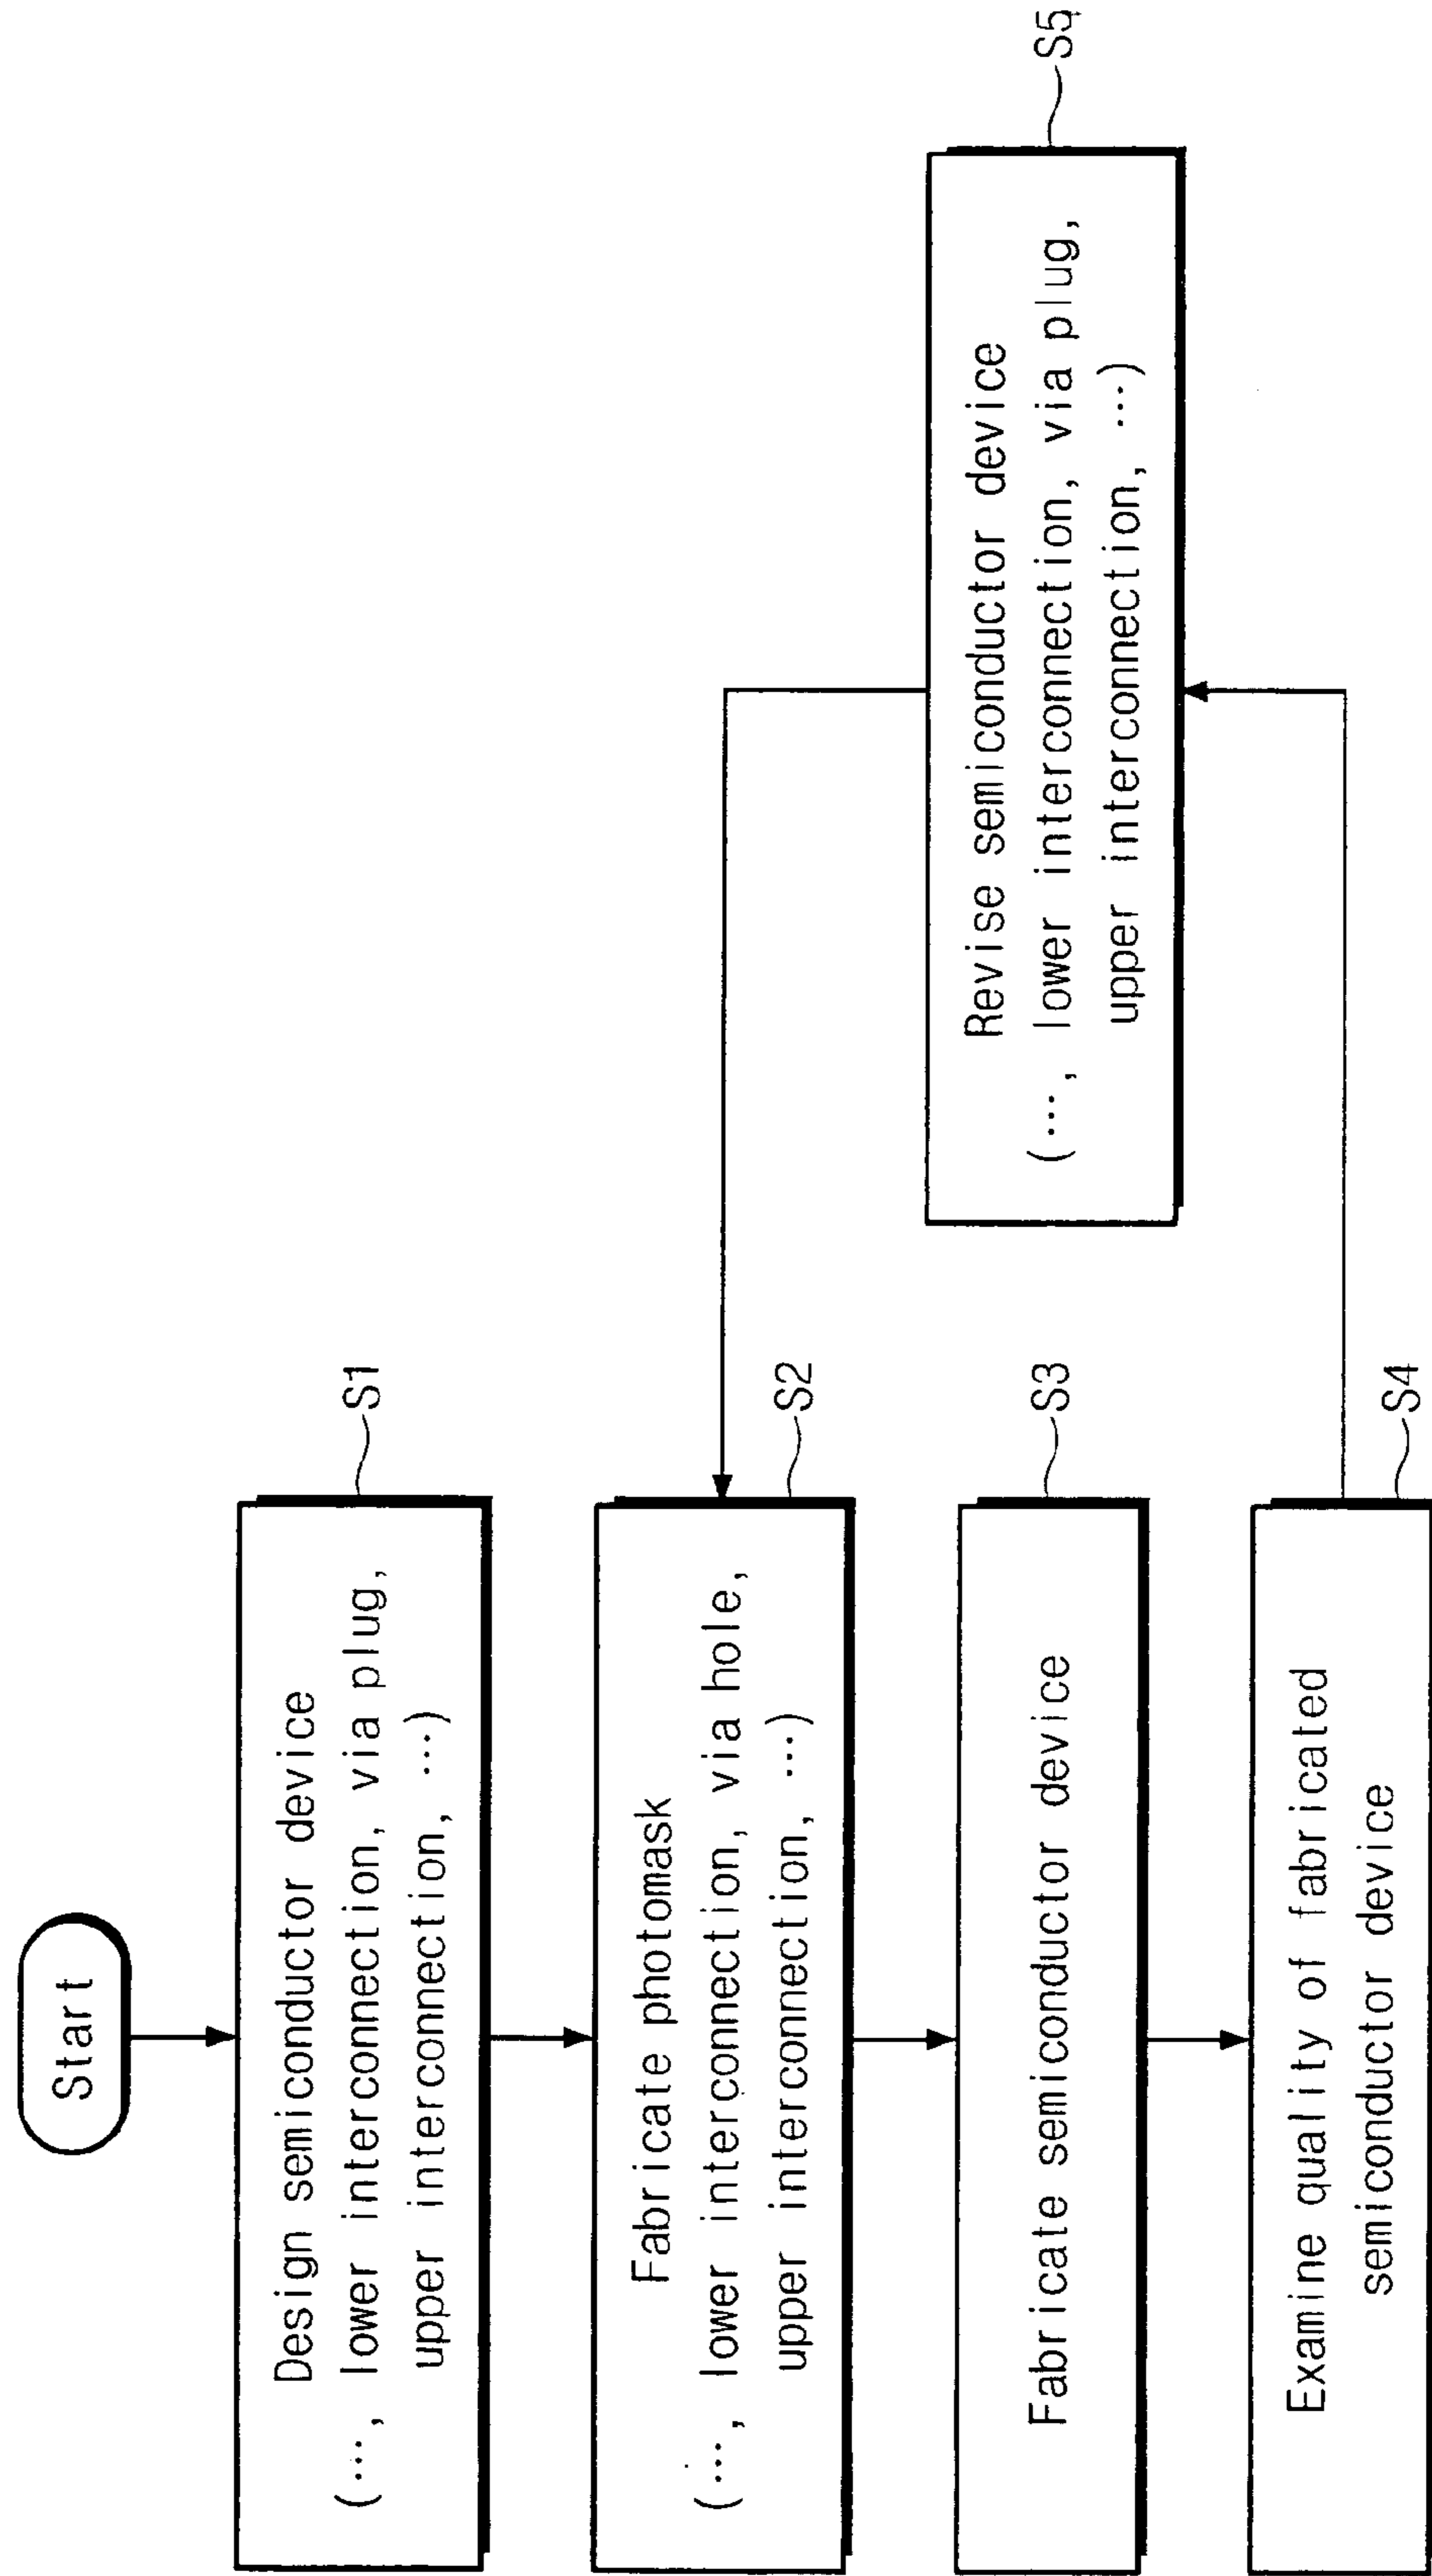 Start
Design semiconductor device
(···, lower interconnection, via plug,
upper interconnection, ···)
S1
Fabricate photomask
(···, lower interconnection, via hole,
upper interconnection, ···)
S2
Fabricate semiconductor device
S3
Examine quality of fabricated
semiconductor device
S4
Revise semiconductor device
(···, lower interconnection, via plug,
upper interconnection, ···)
S5